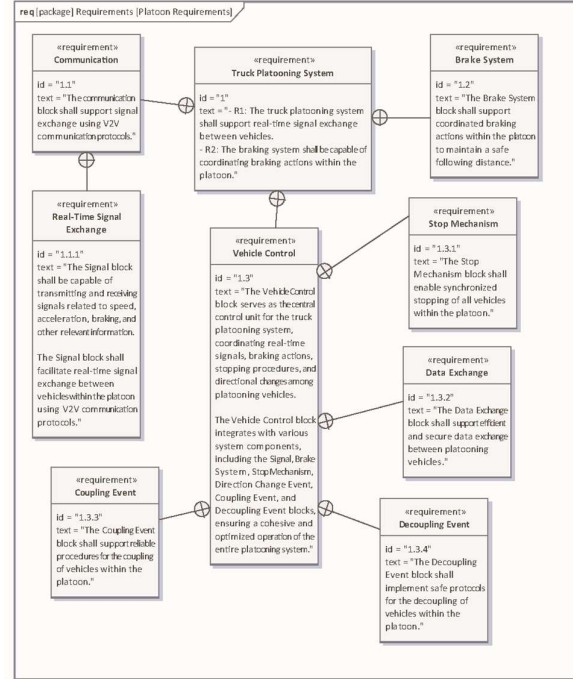 req [package] Requirements [Platoon Requirements]
«requirement»
Communication
id = "1.1"
text = "The communication
block shall support signal
exchange using V2V
communication protocols."
«requirement»
Truck Platooning System
id = "1"
text = "- R1: The truck platooning system
shall support real-time signal exchange
between vehicles.
- R2: The braking system shall be capable of
coordinating braking actions within the
platoon."
«requirement»
Brake System
id = "1.2"
text = "The Brake System
block shall support
coordinated braking
actions within the platoon
to maintain a safe
following distance."
«requirement»
Real-Time Signal
Exchange
id = "1.1.1"
text = "The Signal block
shall be capable of
transmitting and receiving
signals related to speed,
acceleration, braking, and
other relevant information.
The Signal block shall
facilitate real-time signal
exchange between
vehicles within the platoon
using V2V communication
protocols."
«requirement»
Vehicle Control
id = "1.3"
text = "The Vehicle Control
block serves as the central
control unit for the truck
platooning system,
coordinating real-time
signals, braking actions,
stopping procedures, and
directional changes among
platooning vehicles.
The Vehicle Control block
integrates with various
system components,
including the Signal, Brake
System, Stop Mechanism,
Direction Change Event,
Coupling Event, and
Decoupling Event blocks,
ensuring a cohesive and
optimized operation of the
entire platooning system."
«requirement»
Stop Mechanism
id = "1.3.1"
text = "The Stop
Mechanism block shall
enable synchronized
stopping of all vehicles
within the platoon."
«requirement»
Data Exchange
id = "1.3.2"
text = "The Data Exchange
block shall support efficient
and secure data exchange
between platooning
vehicles."
«requirement»
Coupling Event
id = "1.3.3"
text = "The Coupling Event
block shall support reliable
procedures for the coupling
of vehicles within the
platoon."
«requirement»
Decoupling Event
id = "1.3.4"
text = "The Decoupling
Event block shall
implement safe protocols
for the decoupling of
vehicles within the
platoon."